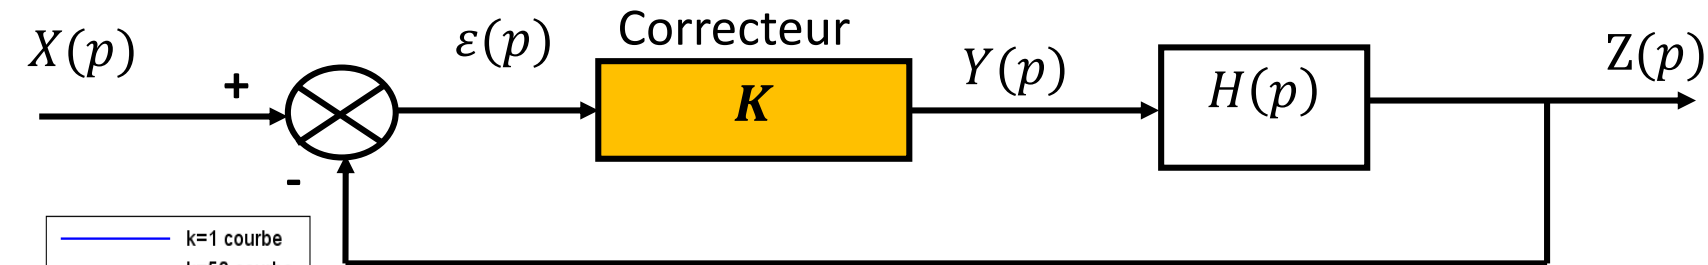 Correcteur
X(p)
+
ε(p)
K
Y(p)
H(p)
Z(p)
-
k=1 courbe